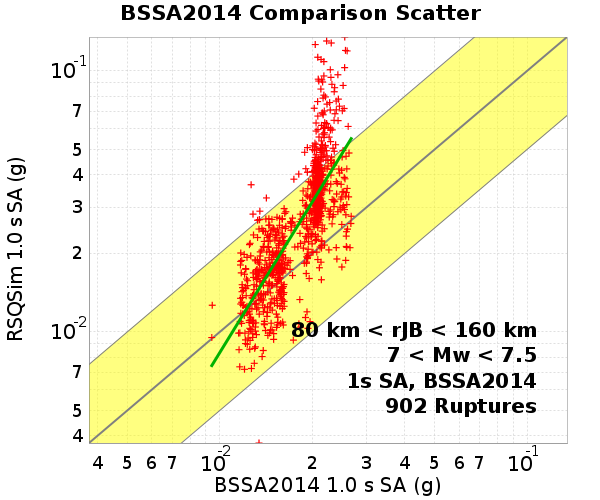 BSSA2014 Comparison Scatter
RSQSim 1.0 s SA (g)
10-1
7
5
4
3
2
10-2
7
5
4
80 km < rJB < 160 km
7 < Mw < 7.5
1s SA, BSSA2014
902 Ruptures
4 5 6 7 10-2 2 3 4 5 6 7 10-1
BSSA2014 1.0 s SA (g)